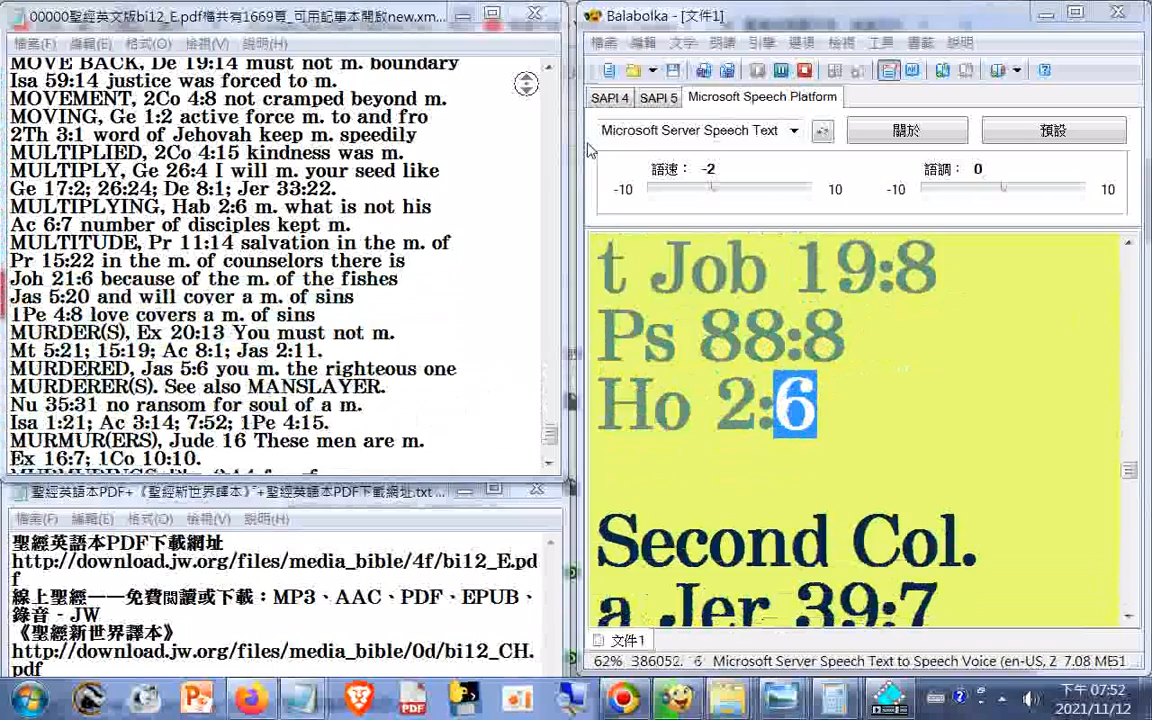 00000聖經英文版bi12_E.pdf檔共有1669頁_可用記事本開啟new.xm...
檔案(F) 編輯(E) 格式(O) 檢視(V) 說明(H)
MOVE BACK, De 19:14 must not m. boundary
Isa 59:14 justice was forced to m.
MOVEMENT, 2Co 4:8 not cramped beyond m.
MOVING, Ge 1:2 active force m. to and fro
2Th 3:1 word of Jehovah keep m. speedily
MULTIPLIED, 2Co 4:15 kindness was m.
MULTIPLY, Ge 26:4 I will m. your seed like
Ge 17:2; 26:24; De 8:1; Jer 33:22.
MULTIPLYING, Hab 2:6 m. what is not his
Ac 6:7 number of disciples kept m.
MULTITUDE, Pr 11:14 salvation in the m. of
Pr 15:22 in the m. of counselors there is
Joh 21:6 because of the m. of the fishes
Jas 5:20 and will cover a m. of sins
1Pe 4:8 love covers a m. of sins
MURDER(S), Ex 20:13 You must not m.
Mt 5:21; 15:19; Ac 8:1; Jas 2:11.
MURDERED, Jas 5:6 you m. the righteous one
MURDERER(S). See also MANSLAYER.
Nu 35:31 no ransom for soul of a m.
Isa 1:21; Ac 3:14; 7:52; 1Pe 4:15.
MURMUR(ERS), Jude 16 These men are m.
Ex 16:7; 1Co 10:10.
聖經英語本PDF+《聖經新世界譯本》~+聖經英語本PDF下載網址.txt ...
檔案(F) 編輯(E) 格式(O) 檢視(V) 說明(H)
聖經英語本PDF下載網址
http://download.jw.org/files/media_bible/4f/bi12_E.pd
f
線上聖經——免費閱讀或下載：MP3、AAC、PDF、EPUB、
錄音 - JW
《聖經新世界譯本》
http://download.jw.org/files/media_bible/0d/bi12_CH.
pdf
Balabolka - [文件1]
檔案 編輯 文字 朗讀 引擎 選項 檢視 工具 書籤 說明
SAPI 4 SAPI 5 Microsoft Speech Platform
Microsoft Server Speech Text 關於 預設
語速： -2 語調： 0
-10 10 -10 10
t Job 19:8
Ps 88:8
Ho 2:6
Second Col.
a Jer 39:7
文件1
62% 386052. 6 Microsoft Server Speech Text to Speech Voice (en-US, Z 7.08 MB51
下午 07:52
2021/11/12